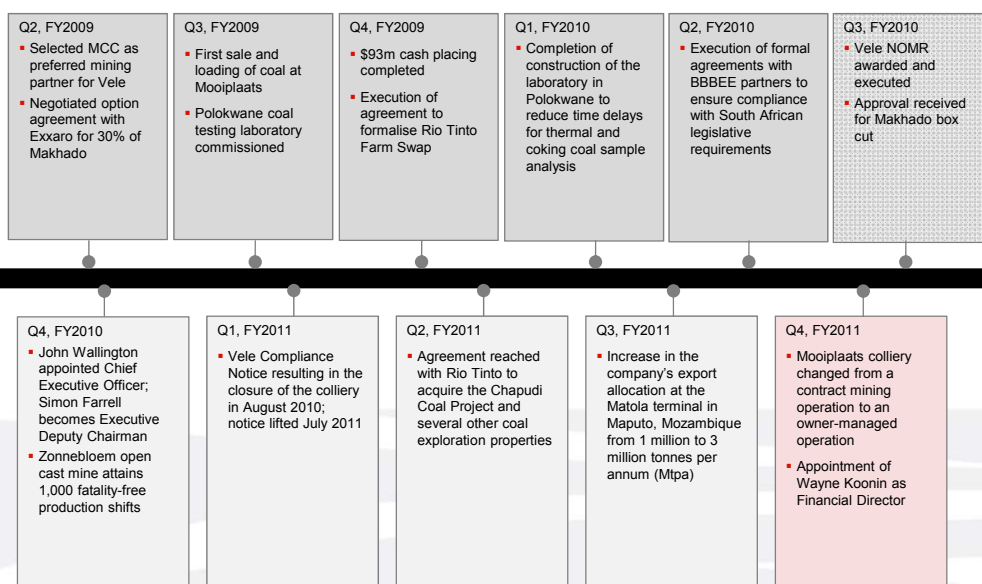 Q2, FY2009
▪ Selected MCC as
preferred mining
partner for Vele
▪ Negotiated option
agreement with
Exxaro for 30% of
Makhado
Q3, FY2009
▪ First sale and
loading of coal at
Mooiplaats
▪ Polokwane coal
testing laboratory
commissioned
Q4, FY2009
▪ $93m cash placing
completed
▪ Execution of
agreement to
formalise Rio Tinto
Farm Swap
Q1, FY2010
▪ Completion of
construction of the
laboratory in
Polokwane to
reduce time delays
for thermal and
coking coal sample
analysis
Q2, FY2010
▪ Execution of formal
agreements with
BBBEE partners to
ensure compliance
with South African
legislative
requirements
Q3, FY2010
▪ Vele NOMR
awarded and
executed
▪ Approval received
for Makhado box
cut
Q4, FY2010
▪ John Wallington
appointed Chief
Executive Officer;
Simon Farrell
becomes Executive
Deputy Chairman
▪ Zonnebloem open
cast mine attains
1,000 fatality-free
production shifts
Q1, FY2011
▪ Vele Compliance
Notice resulting in the
closure of the colliery
in August 2010;
notice lifted July 2011
Q2, FY2011
▪ Agreement reached
with Rio Tinto to
acquire the Chapudi
Coal Project and
several other coal
exploration properties
Q3, FY2011
▪ Increase in the
company's export
allocation at the
Matola terminal in
Maputo, Mozambique
from 1 million to 3
million tonnes per
annum (Mtpa)
Q4, FY2011
▪ Mooiplaats colliery
changed from a
contract mining
operation to an
owner-managed
operation
▪ Appointment of
Wayne Koonin as
Financial Director